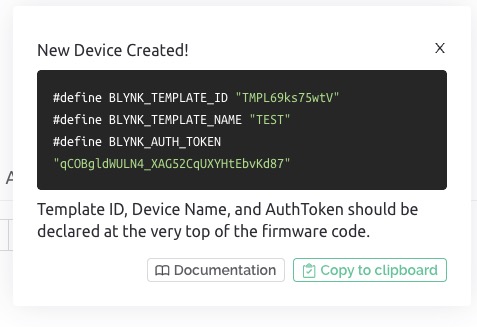 New Device Created!
X
#define BLYNK_TEMPLATE_ID "TMPL69ks75wtV"
#define BLYNK_TEMPLATE_NAME "TEST"
#define BLYNK_AUTH_TOKEN
"qCOBgldWULN4_XAG52CqUXYHtEbvKd87"
A
Template ID, Device Name, and AuthToken should be
declared at the very top of the firmware code.
Documentation
Copy to clipboard